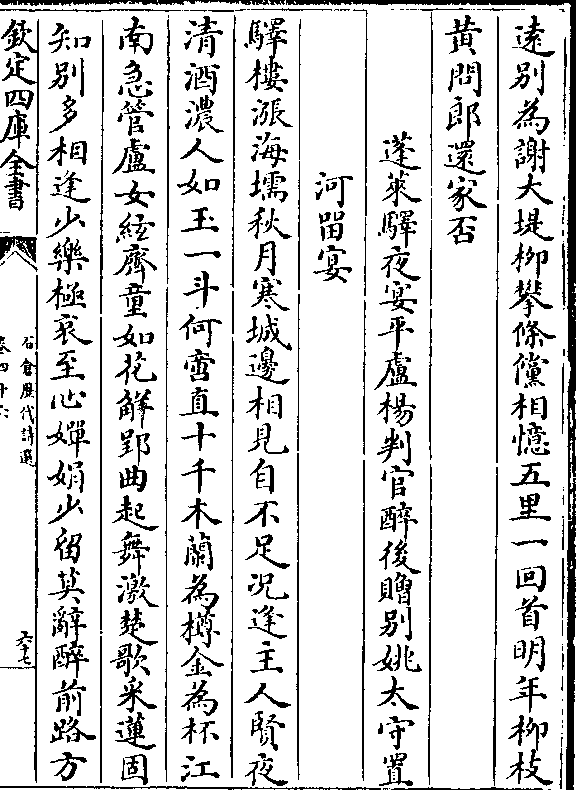 遠别為謝大堤柳攀條儻相憶五里一回首明年柳枝
黄問郎還家否
蓬萊驛夜宴平盧楊判官醉後贈别姚太守置
河畱宴
驛樓漲海壖秋月寒城邊相見自不足況逢主人賢夜
清酒濃人如玉一斗何啻直十千木蘭為樽金為杯江
南急管盧女絃齊童如花解郢曲起舞激楚歌采蓮固
知别多相逢少樂極哀至心嬋娟少留莫辭醉前路方
欽定四庫全書
石倉歴代詩選
卷四十六
六十七